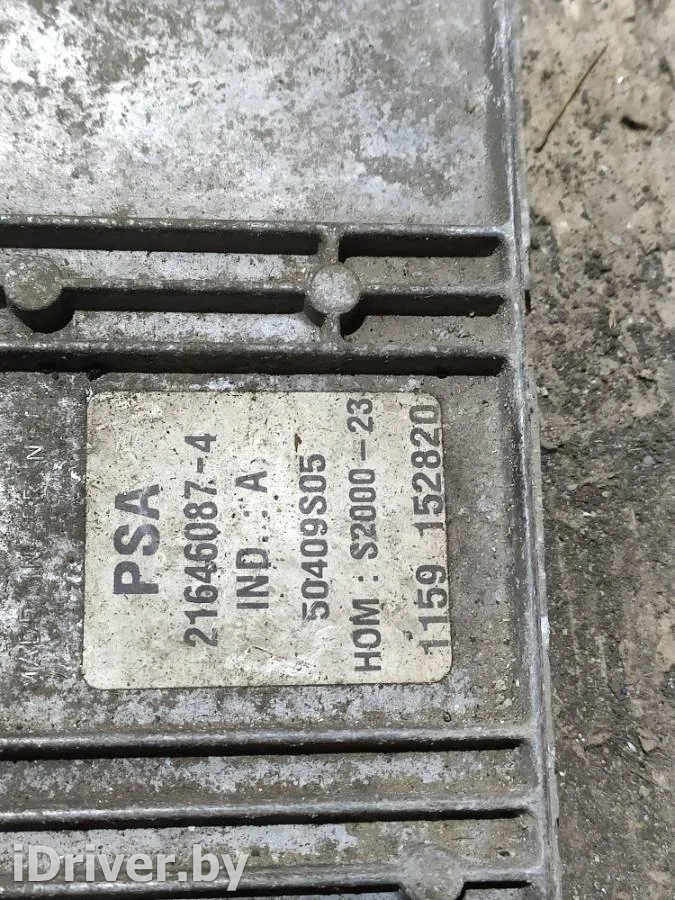 PSA
21646087-4
IND... A
50409S05
HOM : S2000-23
1159 152820
iDriver.by